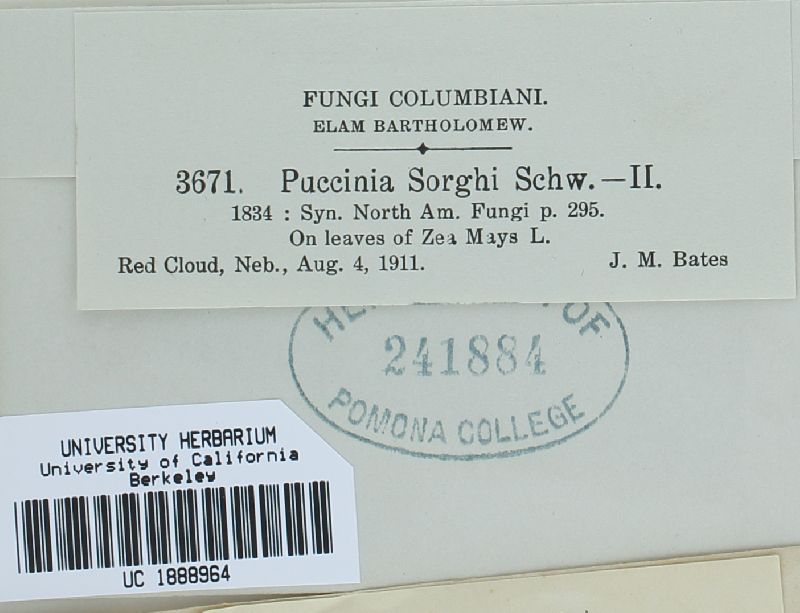 FUNGI COLUMBIANI.
ELAM BARTHOLOMEW.
3671. Puccinia Sorghi Schw.—II.
1834 : Syn. North Am. Fungi p. 295.
On leaves of Zea Mays L.
Red Cloud, Neb., Aug. 4, 1911. J. M. Bates
OF
241884
POMONA COLLEGE
UNIVERSITY HERBARIUM
University of California
Berkeley
UC 1888964